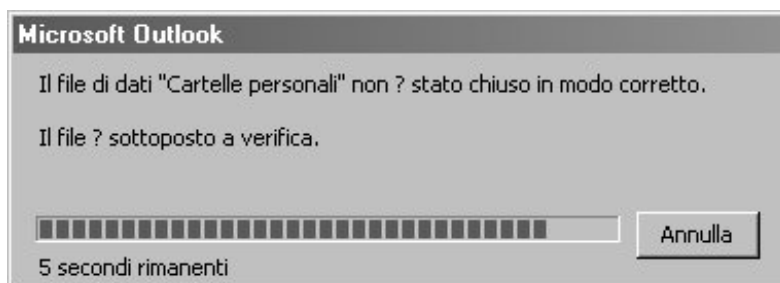 Microsoft Outlook
Il file di dati "Cartelle personali" non ? stato chiuso in modo corretto.
Il file ? sottoposto a verifica.
Annulla
5 secondi rimanenti